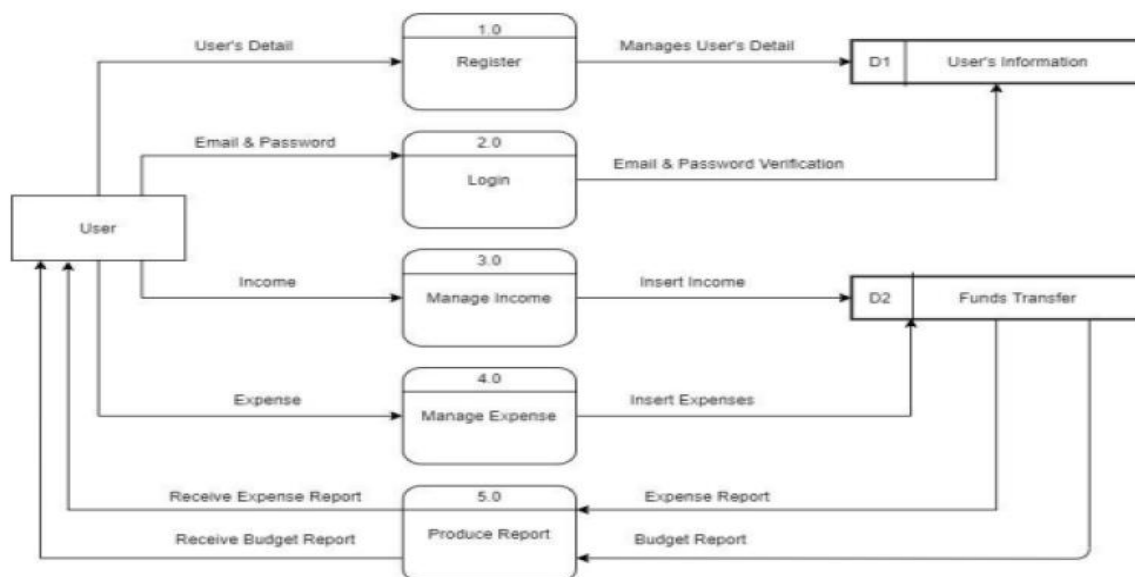 1.0
User's Detail
Manages User's Detail
Register
D1
User's Information
Email & Password
2.0
Email & Password Verification
Login
User
3.0
Income
Insert Income
Manage Income
D2
Funds Transfer
4.0
Expense
Insert Expenses
Manage Expense
Receive Expense Report
5.0
Expense Report
Receive Budget Report
Produce Report
Budget Report